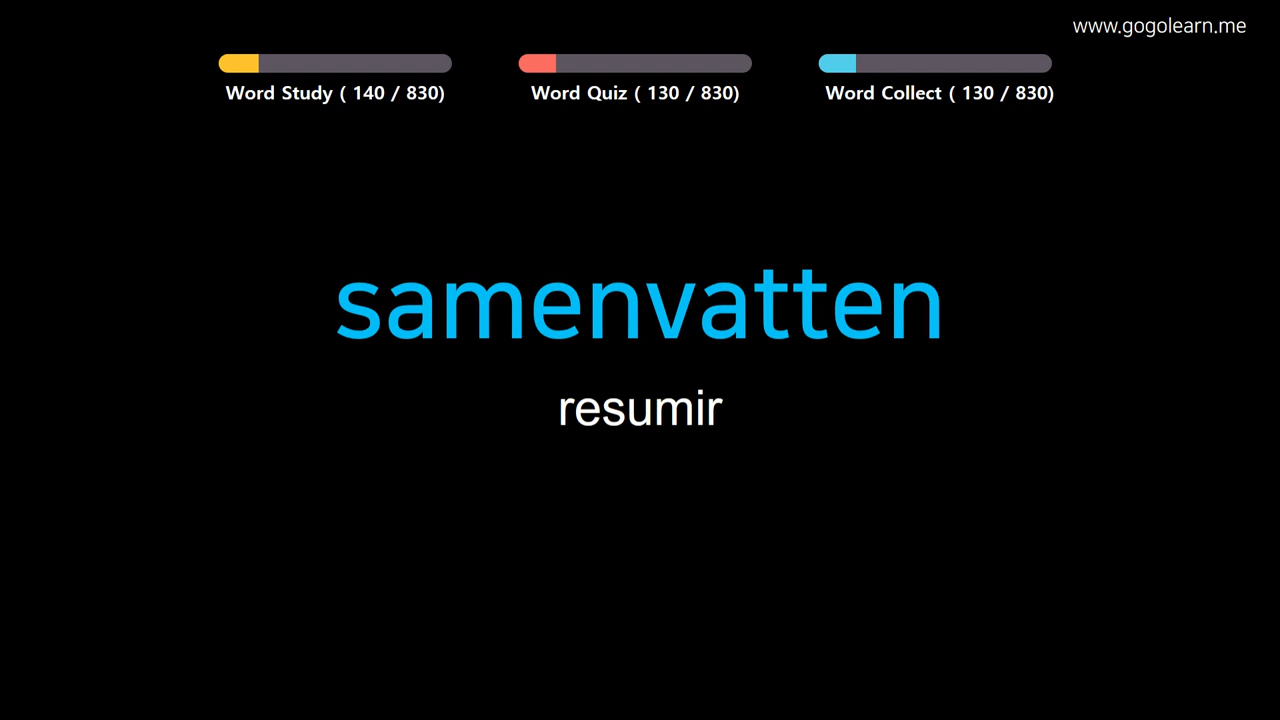 www.gogolearn.me
Word Study ( 140 / 830)
Word Quiz ( 130 / 830)
Word Collect ( 130 / 830)
samenvatten
resumir